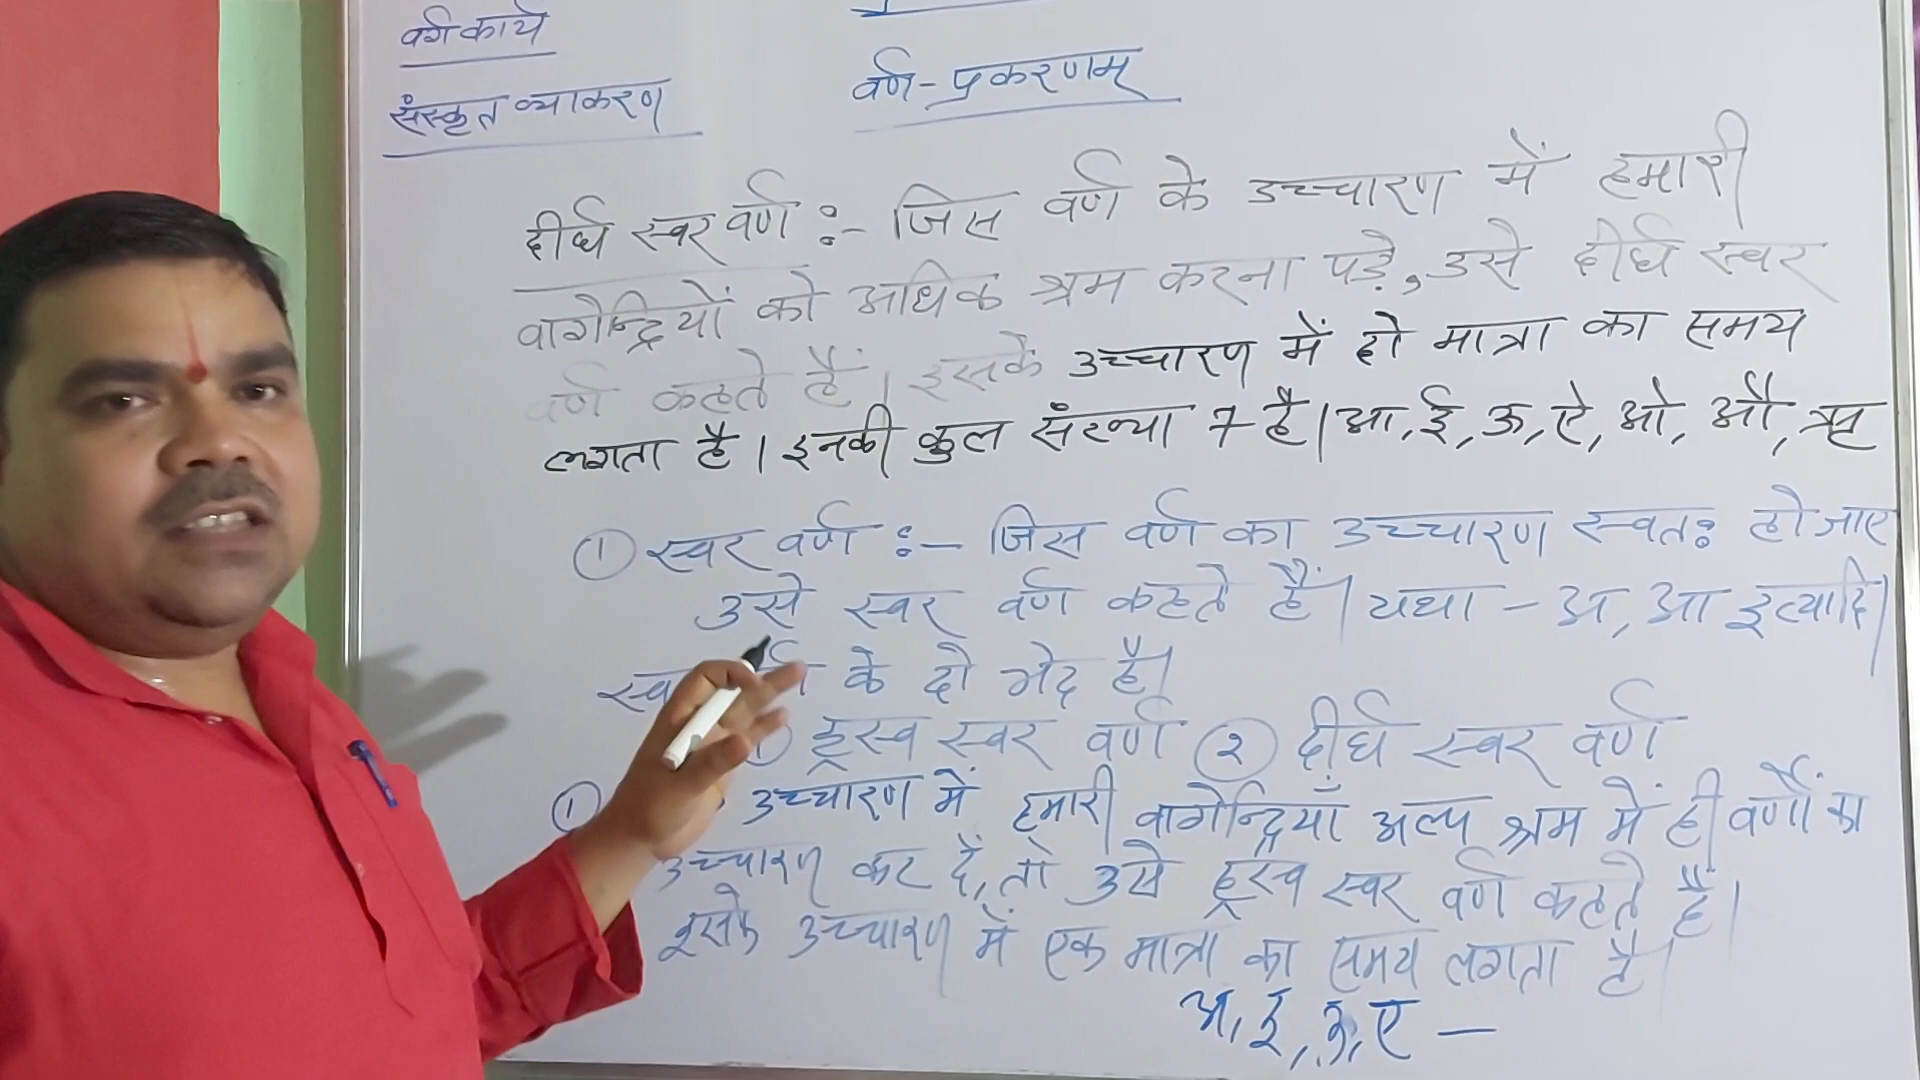 वर्ग कार्य
संस्कृत व्याकरण
वर्ण-प्रकरणम्
दीर्घ स्वर वर्ण :- जिस वर्ण के उच्चारण में हमारी
वागेन्द्रियों को अधिक श्रम करना पड़े, उसे दीर्घ स्वर
वर्ण कहते हैं। इसके उच्चारण में दो मात्रा का समय
लगता है। इनकी कुल संख्या 7 है। आ, ई, ऊ, ऐ, ओ, औ, ॠ
① स्वर वर्ण :- जिस वर्ण का उच्चारण स्वतः हो जाए
उसे स्वर वर्ण कहते हैं। यथा - अ, आ इत्यादि।
के दो भेद है।
ह्रस्व स्वर वर्ण ② दीर्घ स्वर वर्ण
① उच्चारण में हमारी वागेन्द्रियाँ अल्प श्रम में ही वर्णों का
उच्चारण कर दें, तो उसे ह्रस्व स्वर वर्ण कहते हैं।
इसके उच्चारण में एक मात्रा का समय लगता है।
अ, इ, उ, ए -